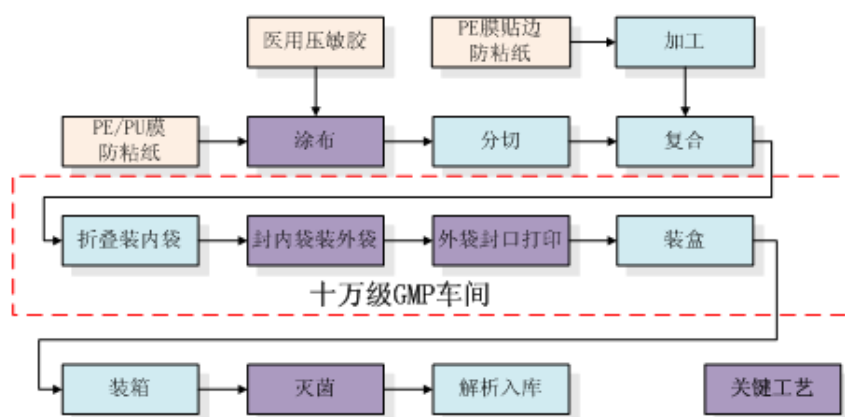 医用压敏胶
PE膜贴边
防粘纸
加工
PE/PU膜
防粘纸
涂布
分切
复合
折叠装内袋
封内袋装外袋
外袋封口打印
装盒
十万级GMP车间
装箱
灭菌
解析入库
关键工艺